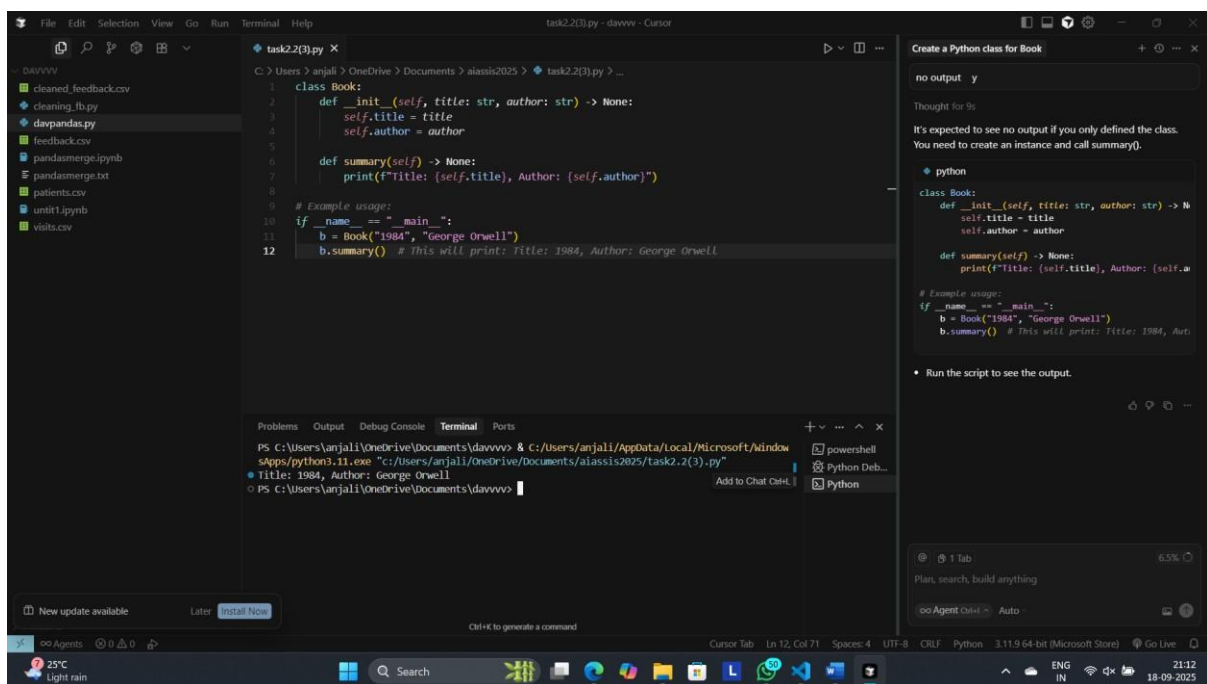 File Edit Selection View Go Run Terminal Help
task2.2(3).py - davvvv - Cursor
DAVVVV
cleaned_feedback.csv
cleaning_fb.py
davpandas.py
feedback.csv
pandasmerge.ipynb
pandasmerge.txt
patients.csv
untit1.ipynb
visits.csv
task2.2(3).py
C: > Users > anjali > OneDrive > Documents > aiassis2025 > task2.2(3).py > ...
1 class Book:
2 def __init__(self, title: str, author: str) -> None:
3 self.title = title
4 self.author = author
5
6 def summary(self) -> None:
7 print(f"Title: {self.title}, Author: {self.author}")
8
9 # Example usage:
10 if __name__ == "__main__":
11 b = Book("1984", "George Orwell")
12 b.summary() # This will print: Title: 1984, Author: George Orwell
Problems Output Debug Console Terminal Ports
PS C:\Users\anjali\OneDrive\Documents\davvvv> & C:/Users/anjali/AppData/Local/Microsoft/Window
sApps/python3.11.exe "c:/Users/anjali/OneDrive/Documents/aiassis2025/task2.2(3).py"
Title: 1984, Author: George Orwell
PS C:\Users\anjali\OneDrive\Documents\davvvv>
Add to Chat Ctrl+L
powershell
Python Deb...
Python
Ctrl+K to generate a command
Create a Python class for Book
no output y
Thought for 9s
It's expected to see no output if you only defined the class.
You need to create an instance and call summary().
python
class Book:
def __init__(self, title: str, author: str) -> N
self.title = title
self.author = author
def summary(self) -> None:
print(f"Title: {self.title}, Author: {self.au
# Example usage:
if __name__ == "__main__":
b = Book("1984", "George Orwell")
b.summary() # This will print: Title: 1984, Aut
• Run the script to see the output.
@ 1 Tab 6.5%
Plan, search, build anything
Agent Ctrl+I Auto
New update available Later Install Now
Agents 0 0 Cursor Tab Ln 12, Col 71 Spaces: 4 UTF-8 CRLF Python 3.11.9 64-bit (Microsoft Store) Go Live
7
25°C
Light rain
Search
L
90
W
ENG
IN
21:12
18-09-2025